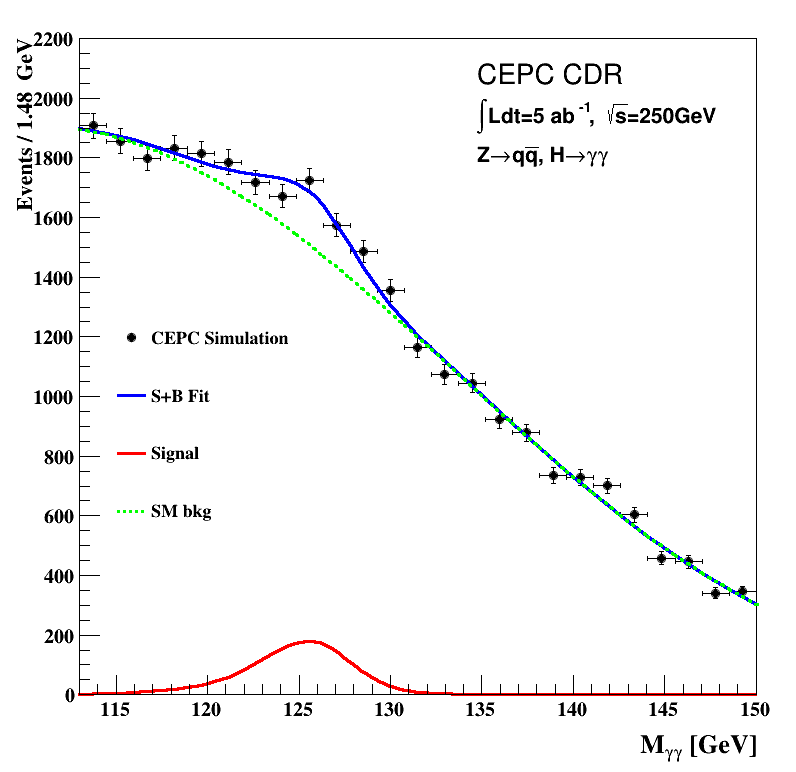 Events / 1.48 GeV
2200
2000
1800
1600
1400
1200
1000
800
600
400
200
0
CEPC CDR
∫Ldt=5 ab⁻¹, √s=250GeV
Z→qq̅, H→γγ
CEPC Simulation
S+B Fit
Signal
SM bkg
115 120 125 130 135 140 145 150
Mγγ [GeV]